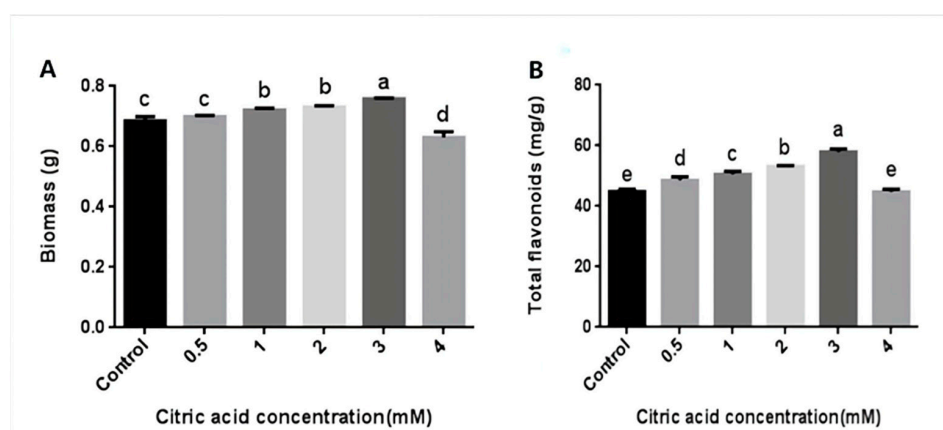 A
Biomass (g)
0.8
0.6
0.4
0.2
0.0
c
c
b
b
a
d
Control
0.5
1
2
3
4
Citric acid concentration(mM)
B
Total flavonoids (mg/g)
80
60
40
20
0
e
d
c
b
a
e
Control
0.5
1
2
3
4
Citric acid concentration(mM)